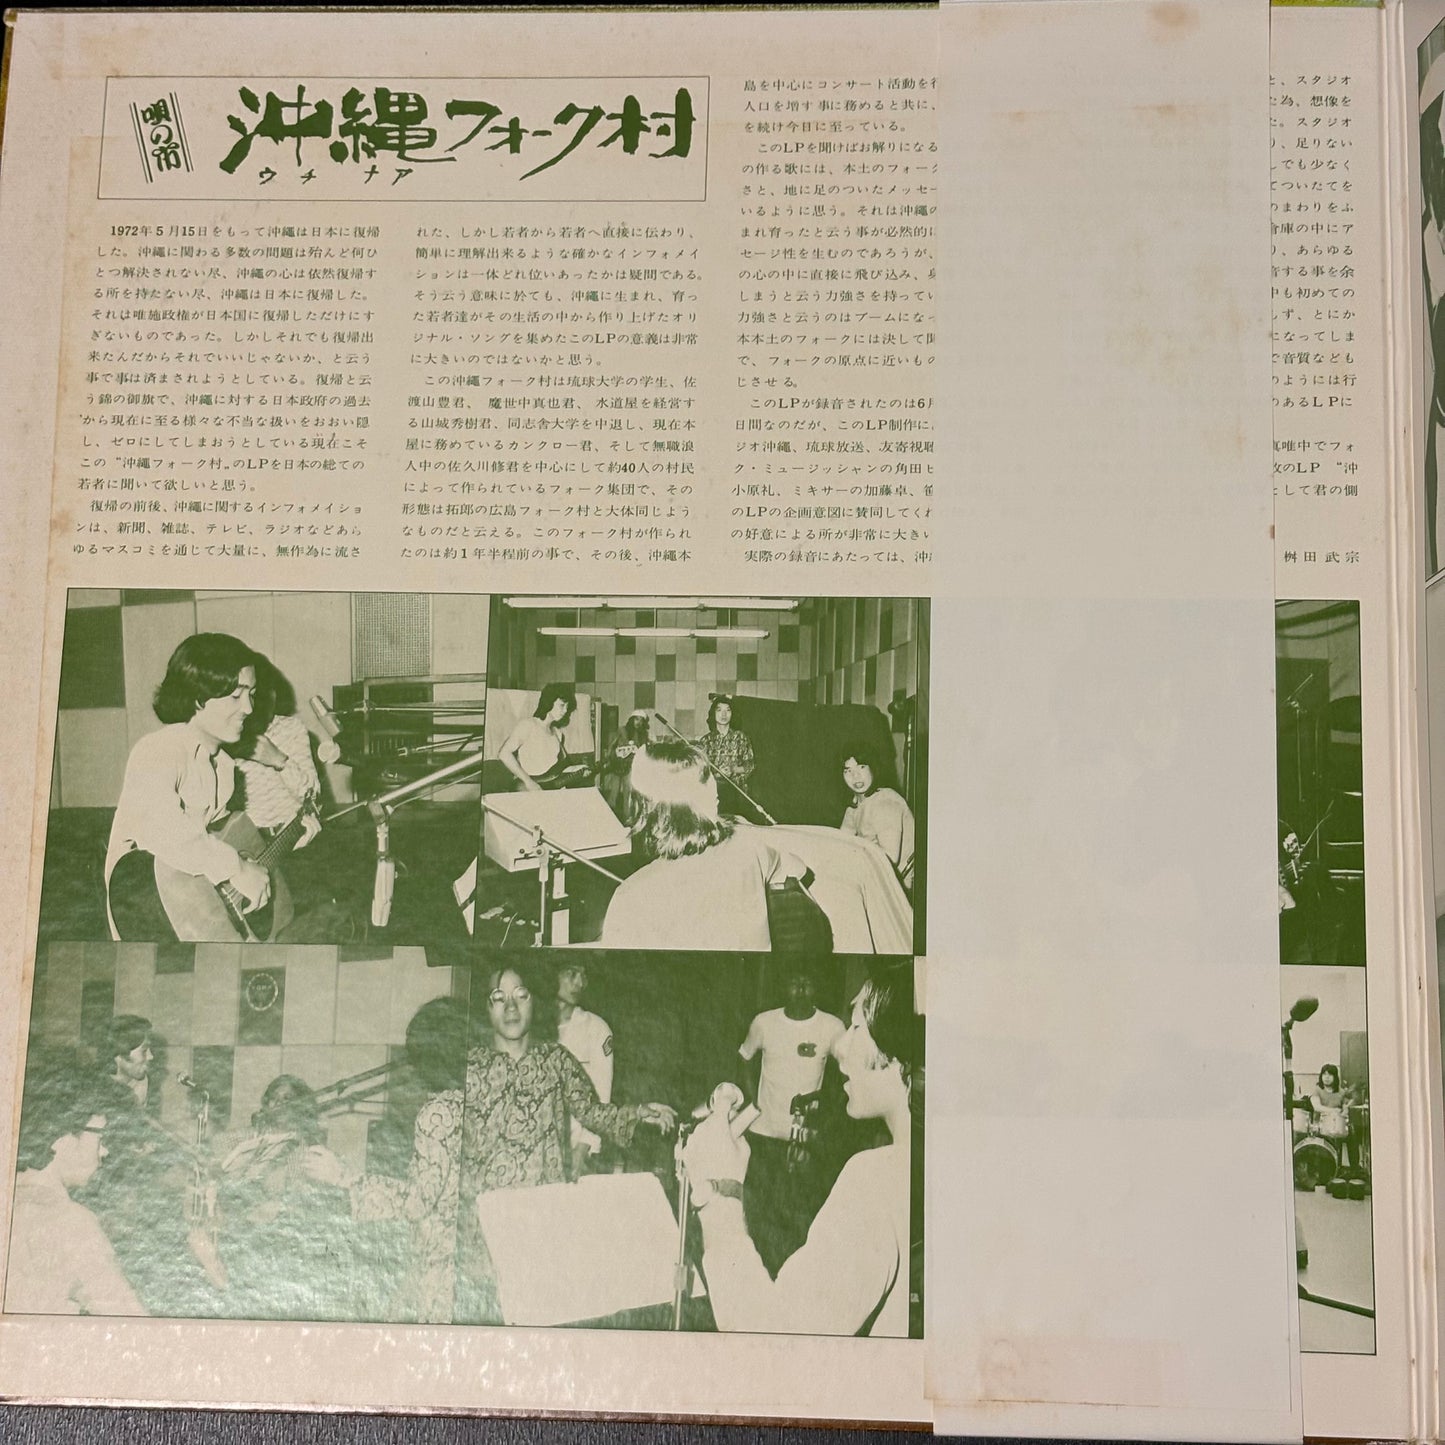 唄の市
沖縄フォーク村
ウチナア
1972年5月15日をもって沖縄は日本に復帰
した。沖縄に関わる多数の問題は殆んど何ひ
とつ解決されない尽、沖縄の心は依然復帰す
る所を持たない尽、沖縄は日本に復帰した。
それは唯施政権が日本国に復帰しただけにす
ぎないものであった。しかしそれでも復帰出
来たんだからそれでいいじゃないか、と云う
事で事は済まされようとしている。復帰と云
う錦の御旗で、沖縄に対する日本政府の過去
から現在に至る様々な不当な扱いをおおい隠
し、ゼロにしてしまおうとしている現在こそ
この“沖縄フォーク村„のLPを日本の総ての
若者に聞いて欲しいと思う。
復帰の前後、沖縄に関するインフォメイショ
ンは、新聞、雑誌、テレビ、ラジオなどあら
ゆるマスコミを通じて大量に、無作為に流さ
れた、しかし若者から若者へ直接に伝わり、
簡単に理解出来るような確かなインフォメイ
ションは一体どれ位いあったかは疑問である。
そう云う意味に於ても、沖縄に生まれ、育っ
た若者達がその生活の中から作り上げたオリ
ジナル・ソングを集めたこのLPの意義は非常
に大きいのではないかと思う。
この沖縄フォーク村は琉球大学の学生、佐
渡山豊君、魔世中真也君、水道屋を経営す
る山城秀樹君、同志舎大学を中退し、現在本
屋に務めているカンクロー君、そして無職浪
人中の佐久川修君を中心にして約40人の村民
によって作られているフォーク集団で、その
形態は拓郎の広島フォーク村と大体同じよう
なものだと云える。このフォーク村が作られ
たのは約1年半程前の事で、その後、沖縄本
島を中心にコンサート活動を行
人口を増す事に務めると共に、
を続け今日に至っている。
このLPを聞けばお解りになる
の作る歌には、本土のフォーク
さと、地に足のついたメッセー
いるように思う。それは沖縄の
まれ育ったと云う事が必然的に
セージ性を生むのであろうが、
の心の中に直接に飛び込み、身
しまうと云う力強さを持ってい
力強さと云うのはブームになっ
本本土のフォークには決して聞
で、フォークの原点に近いもの
じさせる。
このLPが録音されたのは6月
日間なのだが、このLP制作に
ジオ沖縄、琉球放送、友寄視聴
ク・ミュージッシャンの角田ヒ
小原礼、ミキサーの加藤卓、笹
のLPの企画意図に賛同してくれ
の好意による所が非常に大きい
実際の録音にあたっては、沖
と、スタジオ
た為、想像を
た。スタジオ
り、足りない
しでも少なく
てついたてを
のまわりをふ
倉庫の中にア
り、あらゆる
音する事を余
中も初めての
しず、とにか
になってしま
で音質なども
のようには行
のあるLPに
真唯中でフォ
枚のLP“沖
として君の側
桝田武宗